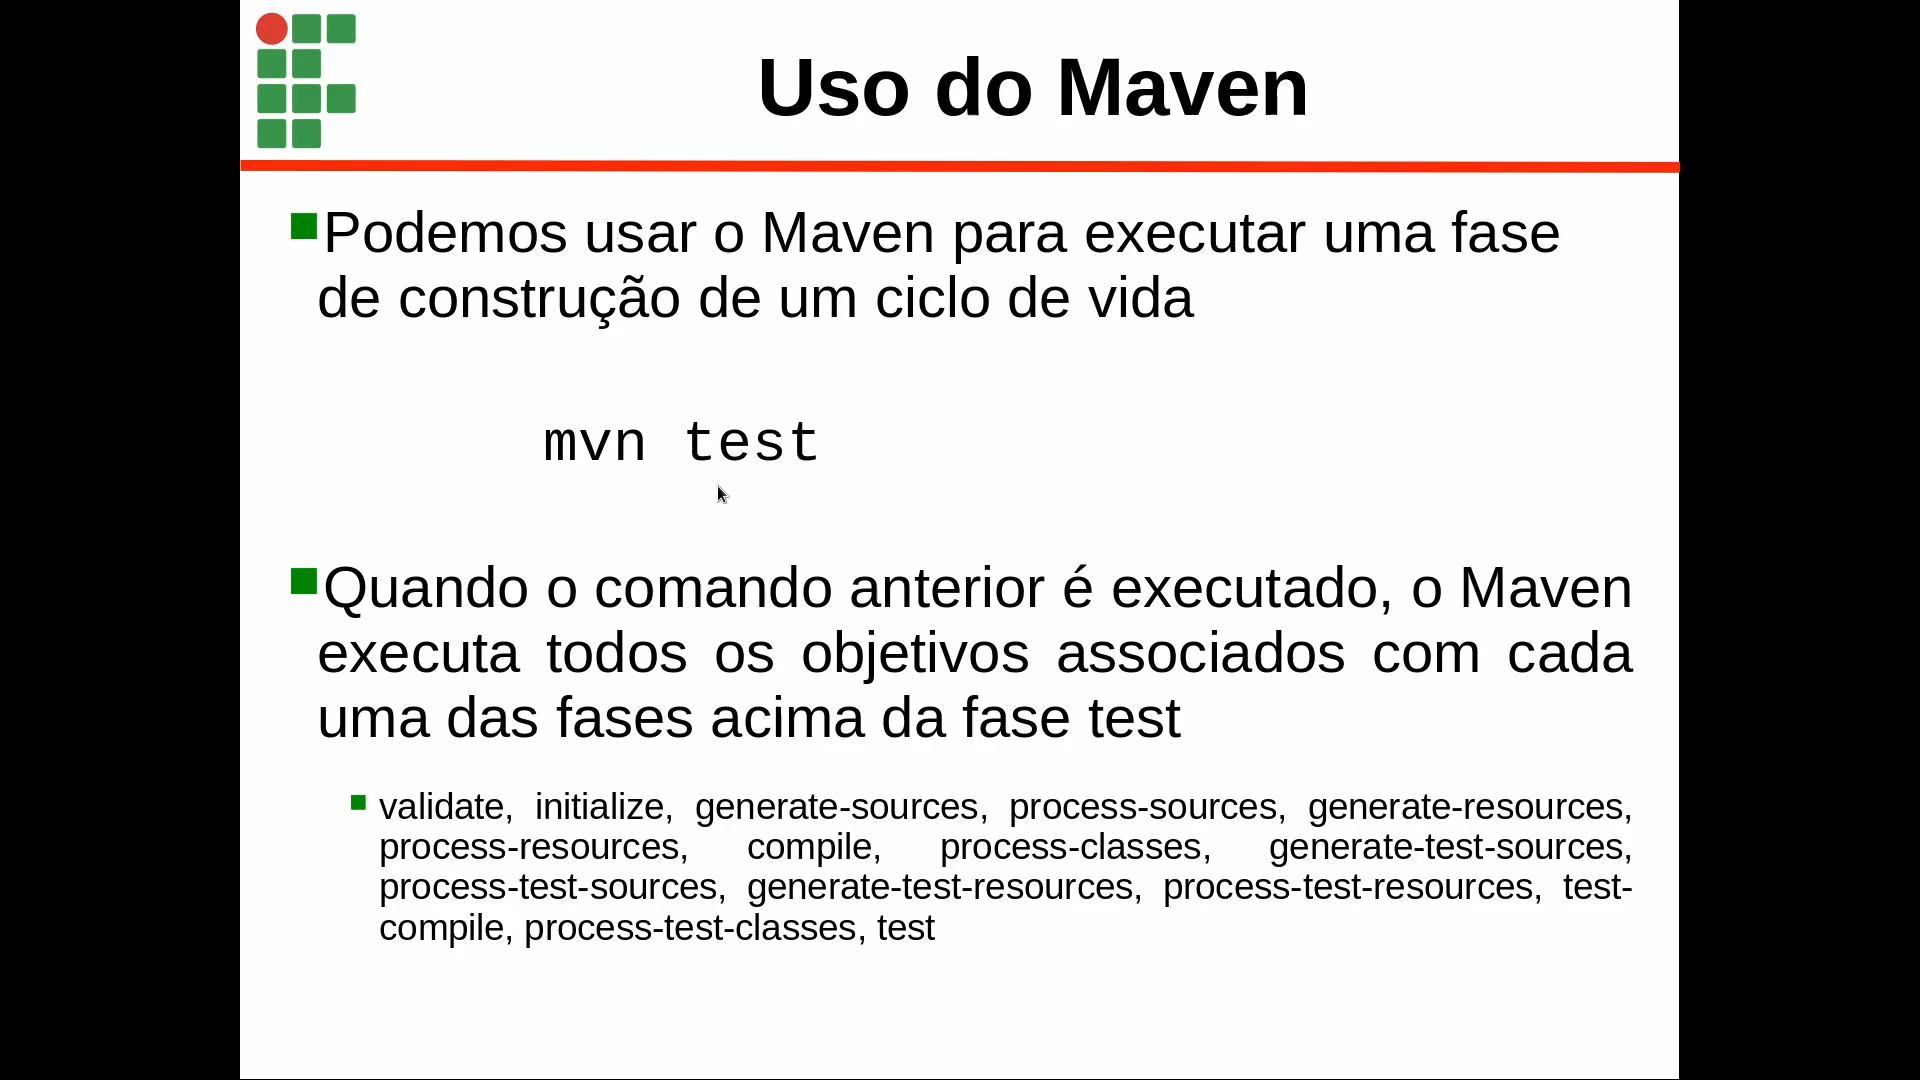 Uso do Maven
Podemos usar o Maven para executar uma fase
de construção de um ciclo de vida
mvn test
Quando o comando anterior é executado, o Maven
executa todos os objetivos associados com cada
uma das fases acima da fase test
validate, initialize, generate-sources, process-sources, generate-resources,
process-resources, compile, process-classes, generate-test-sources,
process-test-sources, generate-test-resources, process-test-resources, test-
compile, process-test-classes, test